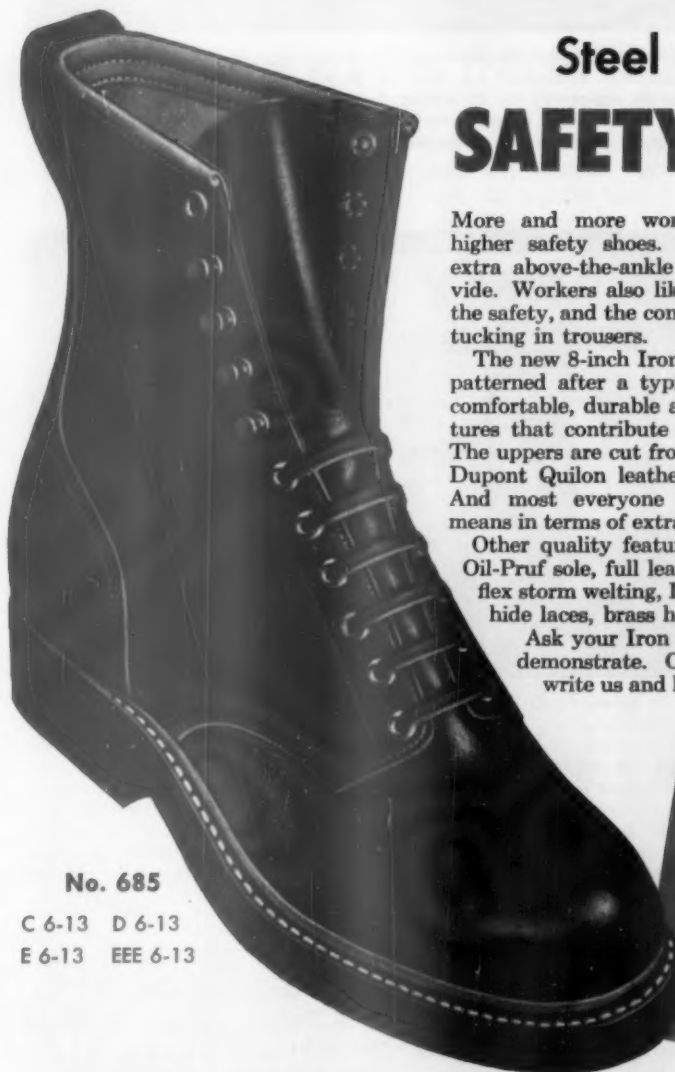 Steel
SAFETY
More and more wor
higher safety shoes.
extra above-the-ankle
vide. Workers also lik
the safety, and the con
tucking in trousers.
The new 8-inch Iron
patterned after a typ
comfortable, durable a
tures that contribute
The uppers are cut fro
Dupont Quilon leathe
And most everyone
means in terms of extra
Other quality featu
Oil-Pruf sole, full lea
flex storm welting, 
hide laces, brass h
Ask your Iron
demonstrate.
write us and
No. 685
C 6-13 D 6-13
E 6-13 EEE 6-13